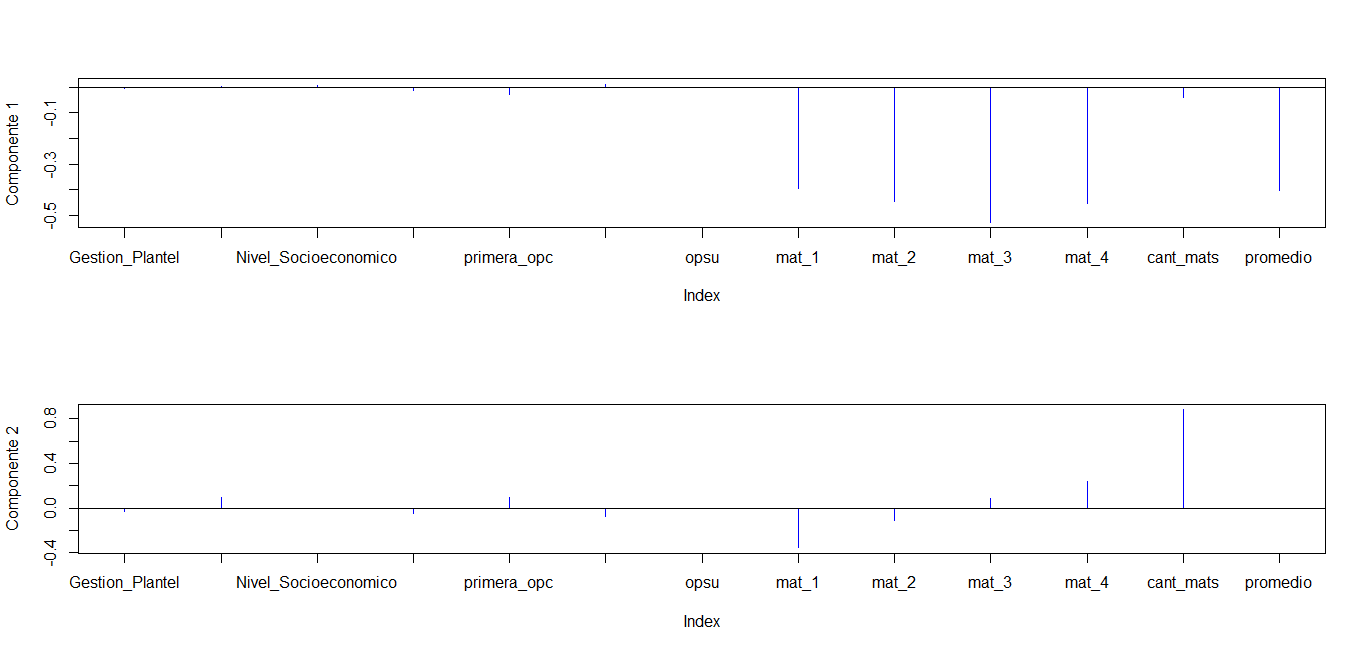 Componente 1
-0.1
-0.3
-0.5
Gestion_Plantel Nivel_Socioeconomico primera_opc opsu mat_1 mat_2 mat_3 mat_4 cant_mats promedio
Index
Componente 2
0.8
0.4
0.0
-0.4
Gestion_Plantel Nivel_Socioeconomico primera_opc opsu mat_1 mat_2 mat_3 mat_4 cant_mats promedio
Index